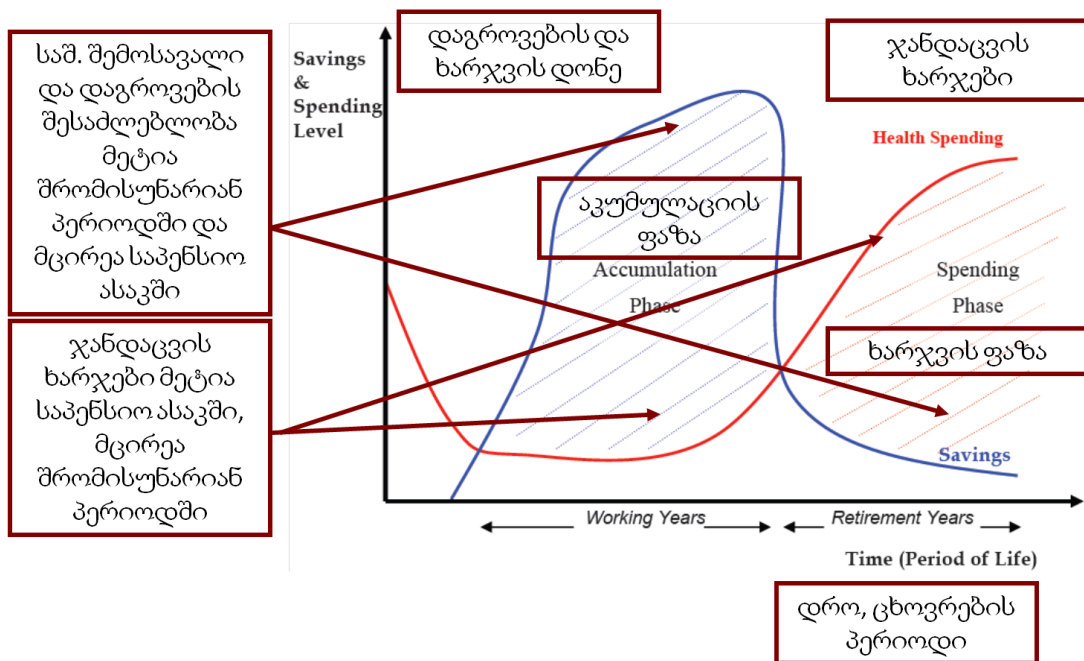 საშ. შემოსავალი
და დაგროვების
შესაძლებლობა
მეტია
შრომისუნარიან
პერიოდში და
მცირეა საპენსიო
ასაკში
ჯანდაცვის
ხარჯები მეტია
საპენსიო ასაკში,
მცირეა
შრომისუნარიან
პერიოდში
Savings
&
Spending
Level
დაგროვების და
ხარჯვის დონე
ჯანდაცვის
ხარჯები
Health Spending
აკუმულაციის
ფაზა
Accumulation
Phase
Spending
Phase
ხარჯვის ფაზა
Savings
Working Years
Retirement Years
Time (Period of Life)
დრო, ცხოვრების
პერიოდი